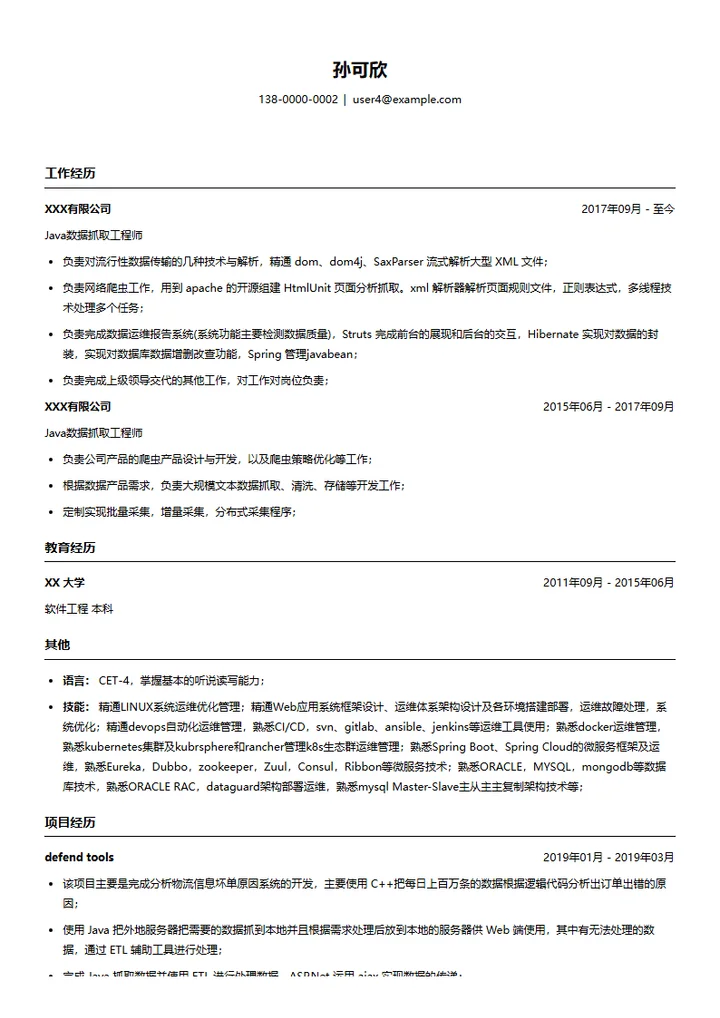 孙可欣
138-0000-0002 | user4@example.com
工作经历
XXX有限公司 2017年09月 - 至今
Java数据抓取工程师
• 负责对流行性数据传输的几种技术与解析，精通 dom、dom4j、SaxParser 流式解析大型 XML 文件；
• 负责网络爬虫工作，用到 apache 的开源组建 HtmlUnit 页面分析抓取。xml 解析器解析页面规则文件，正则表达式，多线程技
术处理多个任务；
• 负责完成数据运维报告系统(系统功能主要检测数据质量)，Struts 完成前台的展现和后台的交互，Hibernate 实现对数据的封
装，实现对数据库数据增删改查功能，Spring 管理javabean；
• 负责完成上级领导交代的其他工作，对工作对岗位负责；
XXX有限公司 2015年06月 - 2017年09月
Java数据抓取工程师
• 负责公司产品的爬虫产品设计与开发，以及爬虫策略优化等工作；
• 根据数据产品需求，负责大规模文本数据抓取、清洗、存储等开发工作；
• 定制实现批量采集，增量采集，分布式采集程序；
教育经历
XX 大学 2011年09月 - 2015年06月
软件工程 本科
其他
• 语言： CET-4，掌握基本的听说读写能力；
• 技能： 精通LINUX系统运维优化管理；精通Web应用系统框架设计、运维体系架构设计及各环境搭建部署，运维故障处理，系
统优化；精通devops自动化运维管理，熟悉CI/CD，svn、gitlab、ansible、jenkins等运维工具使用；熟悉docker运维管理，
熟悉kubernetes集群及kubrsphere和rancher管理k8s生态群运维管理；熟悉Spring Boot、Spring Cloud的微服务框架及运
维，熟悉Eureka，Dubbo，zookeeper，Zuul，Consul，Ribbon等微服务技术；熟悉ORACLE，MYSQL，mongodb等数据
库技术，熟悉ORACLE RAC，dataguard架构部署运维，熟悉mysql Master-Slave主从主主复制架构技术等；
项目经历
defend tools 2019年01月 - 2019年03月
• 该项目主要是完成分析物流信息坏单原因系统的开发，主要使用 C++把每日上百万条的数据根据逻辑代码分析出订单出错的原
因；
• 使用 Java 把外地服务器把需要的数据抓到本地并且根据需求处理后放到本地的服务器供 Web 端使用，其中有无法处理的数
据，通过 ETL 辅助工具进行处理；
• 完成 Java 抓取数据并使用 ETL 进行处理数据，ASP.Net 运用 ajax 实现数据的传递；